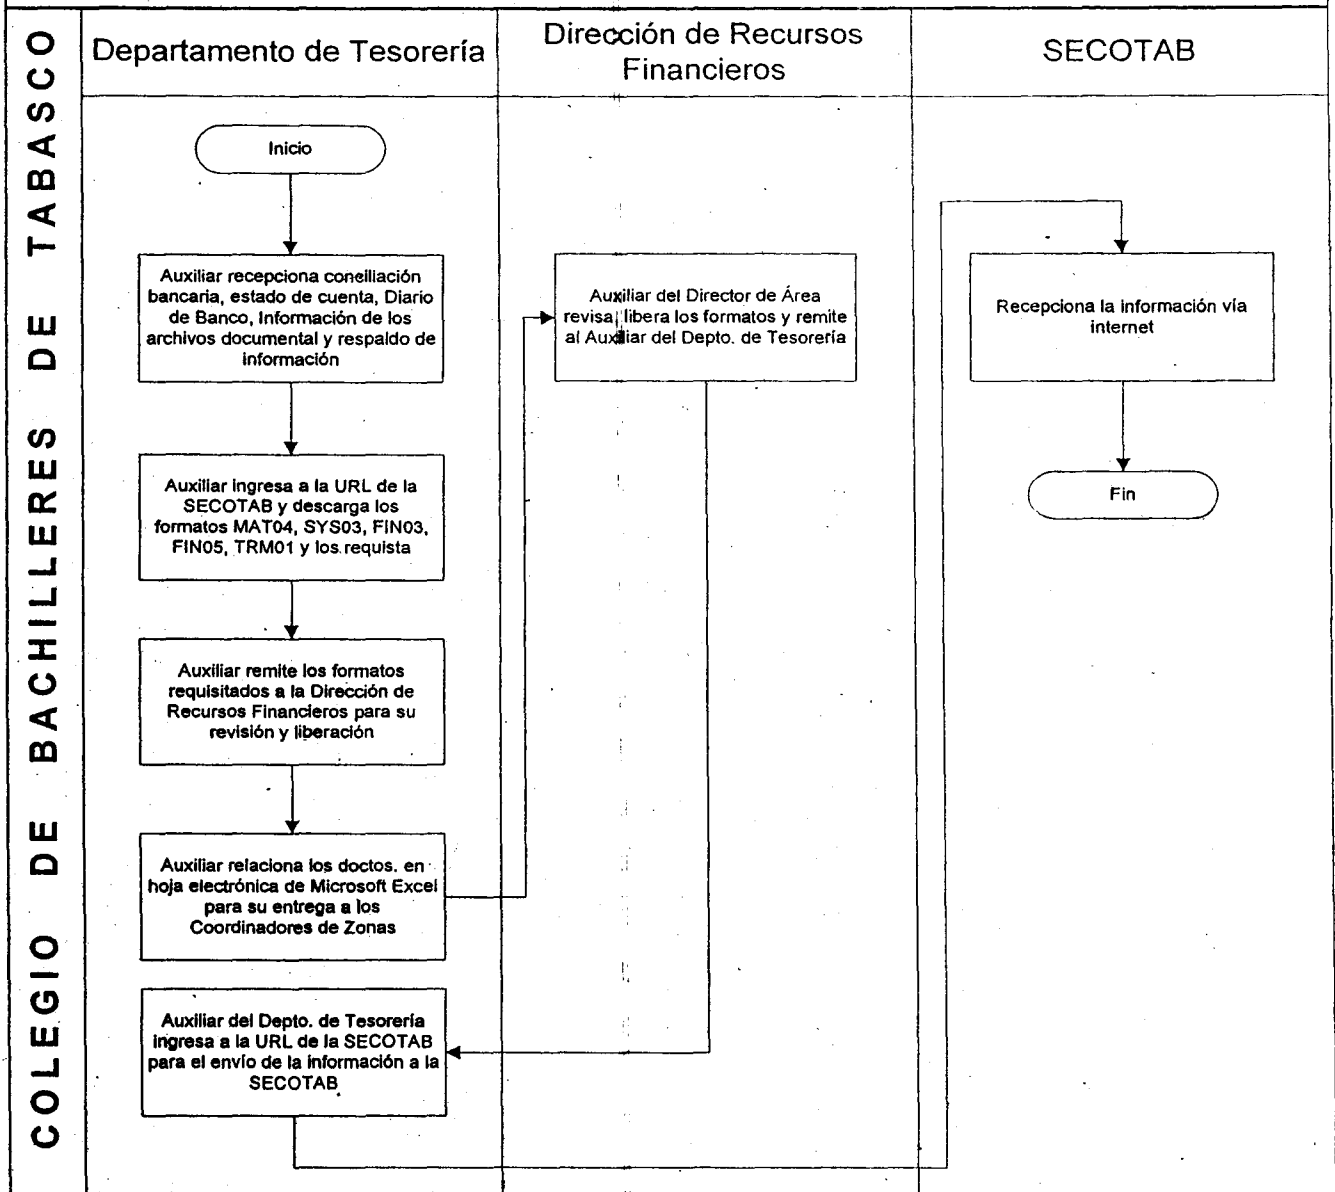 COLEGIO DE BACHILLERES DE TABASCO
Departamento de Tesorería
Dirección de Recursos
Financieros
SECOTAB
Inicio
Auxiliar recepciona conciliación
bancaria, estado de cuenta, Diario
de Banco, Información de los
archivos documental y respaldo de
información
Auxiliar ingresa a la URL de la
SECOTAB y descarga los
formatos MAT04, SYS03, FIN03,
FIN05, TRM01 y los requista
Auxiliar remite los formatos
requisitados a la Dirección de
Recursos Financieros para su
revisión y liberación
Auxiliar relaciona los doctos. en
hoja electrónica de Microsoft Excel
para su entrega a los
Coordinadores de Zonas
Auxiliar del Depto. de Tesorería
ingresa a la URL de la SECOTAB
para el envío de la información a la
SECOTAB
Auxiliar del Director de Área
revisa, libera los formatos y remite
al Auxiliar del Depto. de Tesorería
Recepciona la información vía
internet
Fin